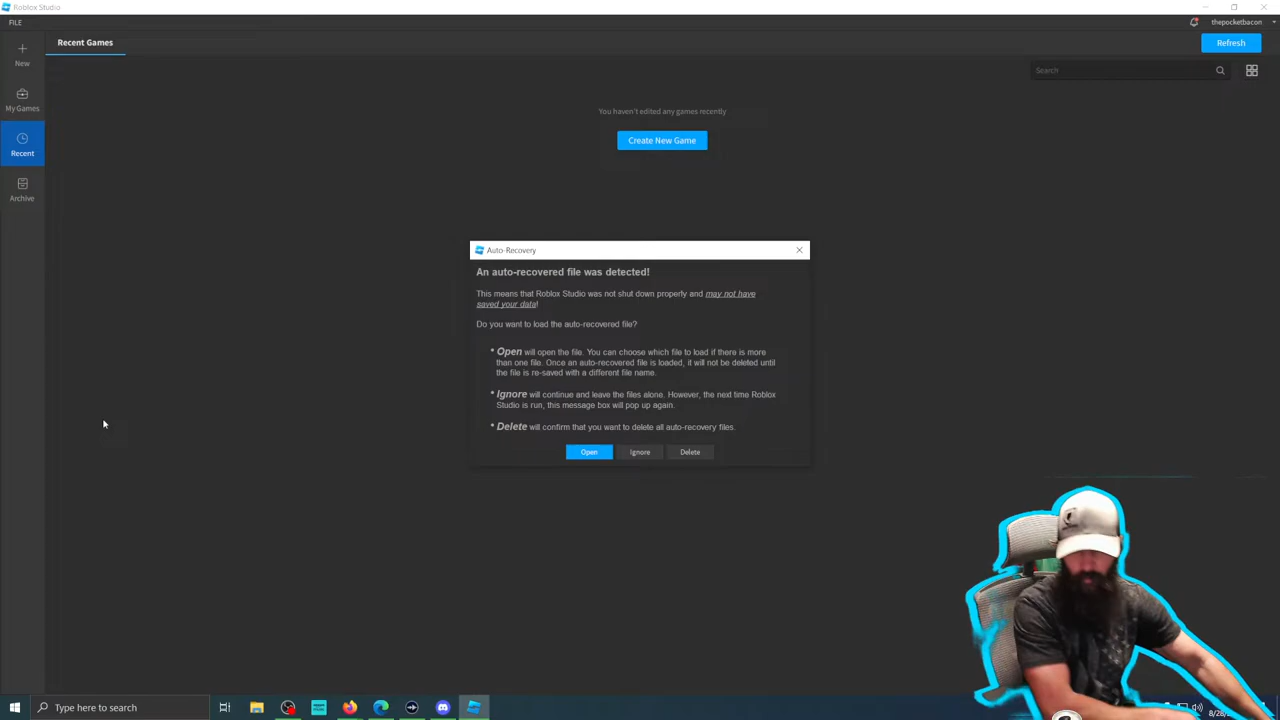 Roblox Studio
FILE
thepocketbacon
New
My Games
Recent
Archive
Recent Games
Refresh
Search
You haven't edited any games recently
Create New Game
Auto-Recovery
An auto-recovered file was detected!
This means that Roblox Studio was not shut down properly and may not have
saved your data!
Do you want to load the auto-recovered file?
• Open will open the file. You can choose which file to load if there is more
than one file. Once an auto-recovered file is loaded, it will not be deleted until
the file is re-saved with a different file name.
• Ignore will continue and leave the files alone. However, the next time Roblox
Studio is run, this message box will pop up again.
• Delete will confirm that you want to delete all auto-recovery files.
Open
Ignore
Delete
Type here to search